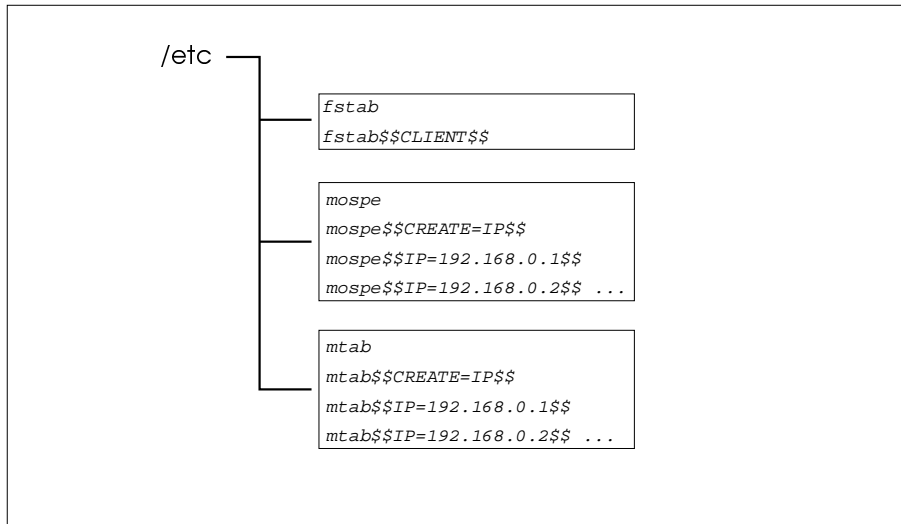 /etc
fstab
fstab$$CLIENT$$
mospe
mospe$$CREATE=IP$$
mospe$$IP=192.168.0.1$$
mospe$$IP=192.168.0.2$$ ...
mtab
mtab$$CREATE=IP$$
mtab$$IP=192.168.0.1$$
mtab$$IP=192.168.0.2$$ ...